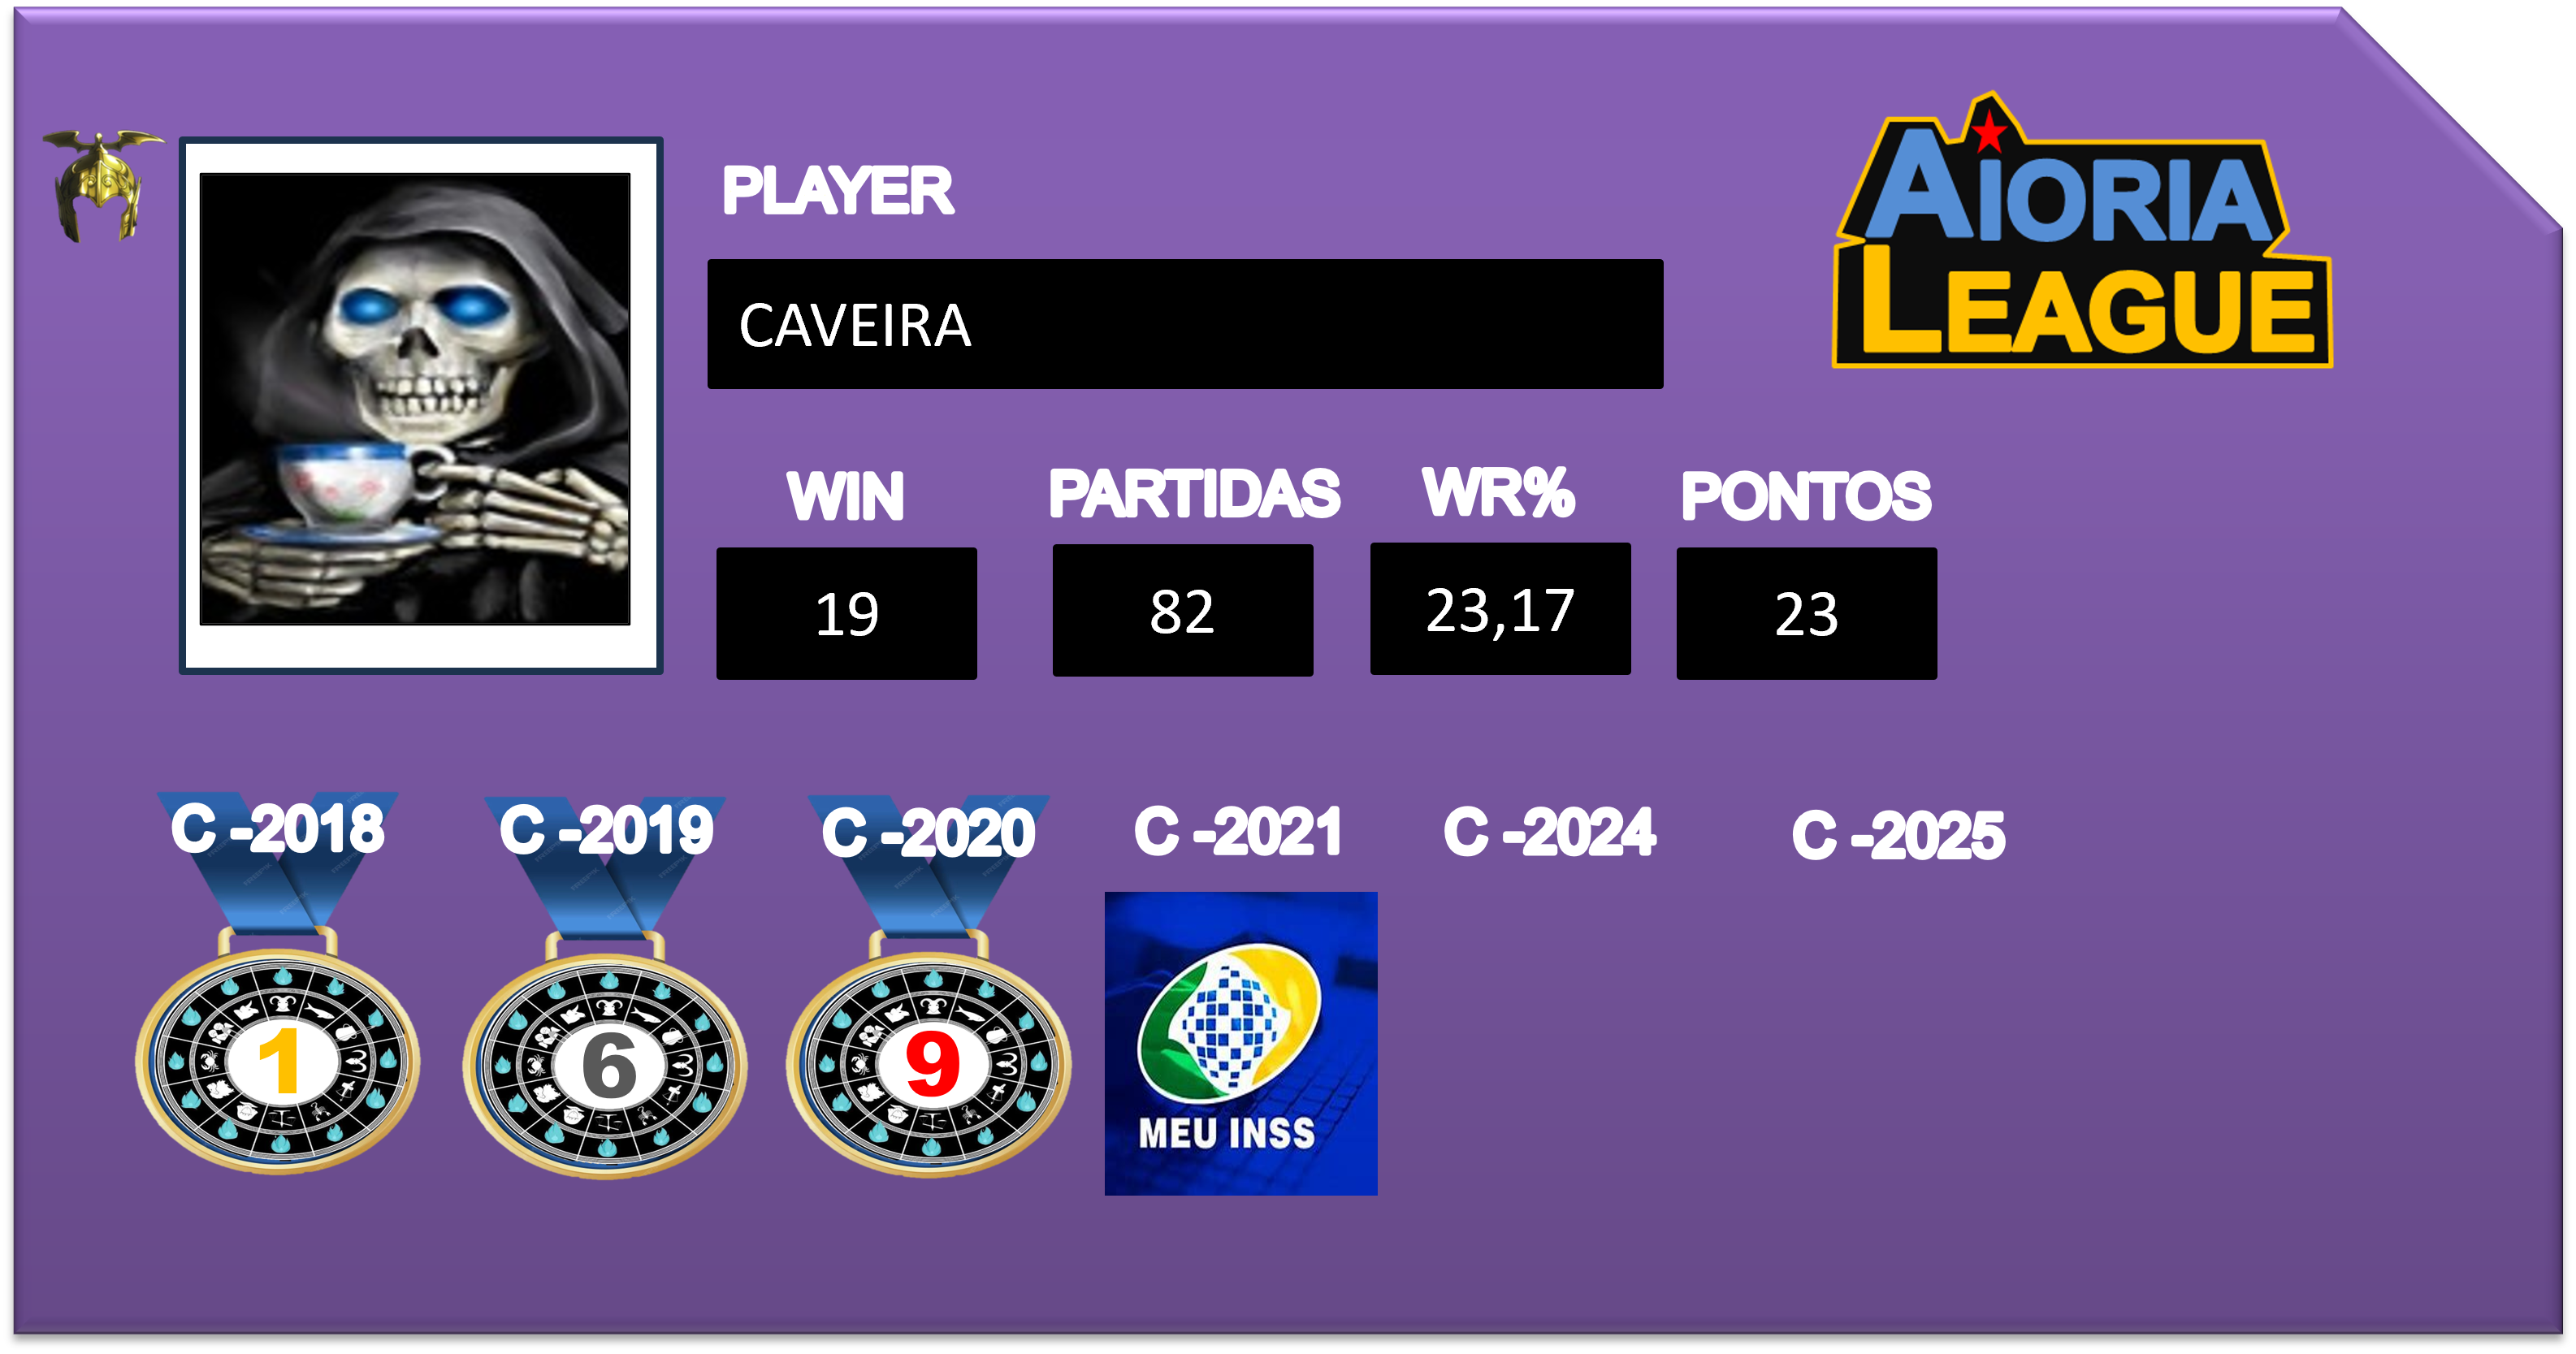 PLAYER
AIORIA
LEAGUE
CAVEIRA
WIN PARTIDAS WR% PONTOS
19 82 23,17 23
C -2018 C -2019 C -2020 C -2021 C -2024 C -2025
1 6 9
MEU INSS